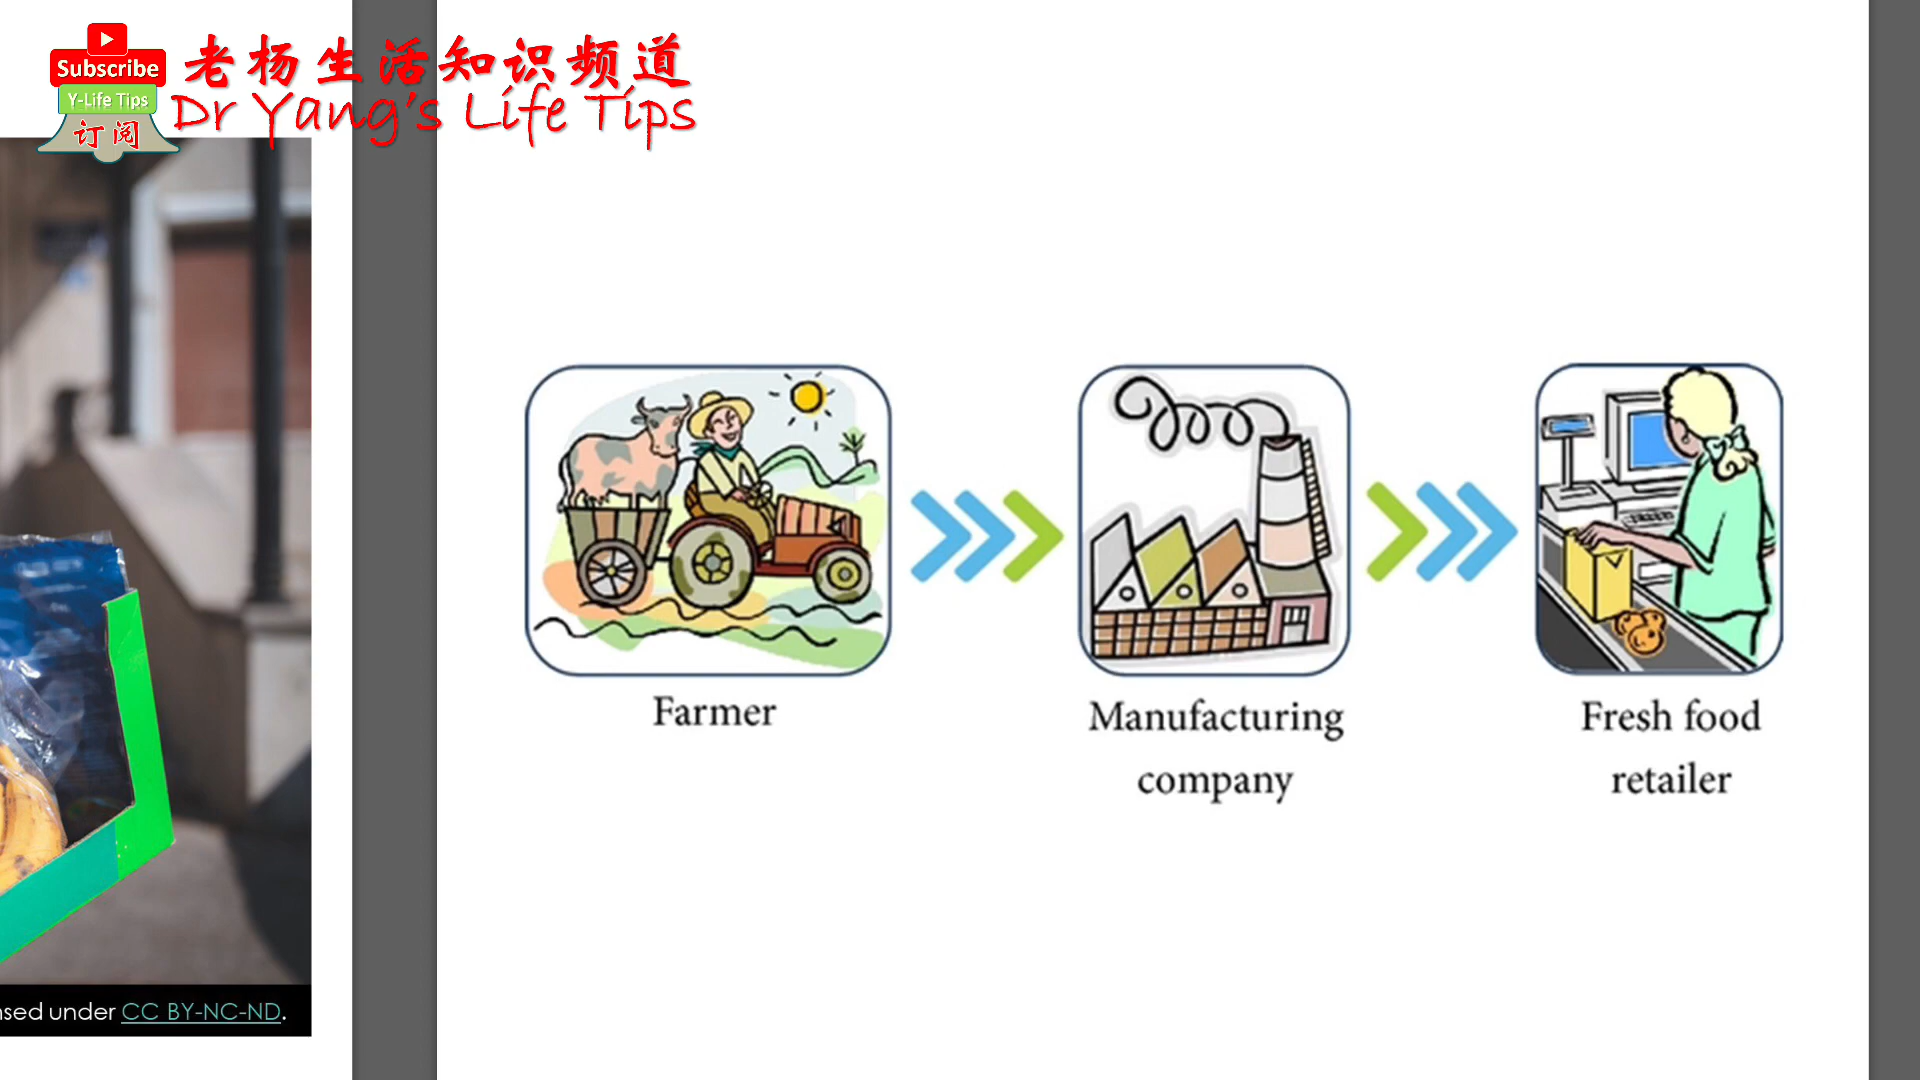 Subscribe
Y-Life Tips
订阅
老杨生活知识频道
Dr Yang's Life Tips
Farmer
Manufacturing
company
Fresh food
retailer
nsed under CC BY-NC-ND.